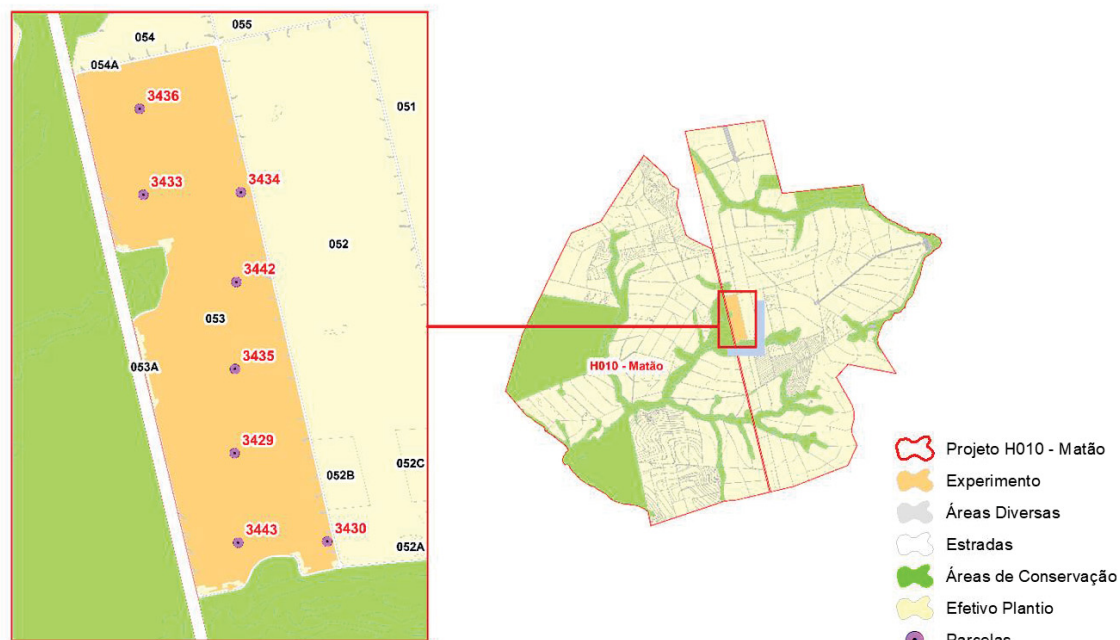 054
055
054A
3436
051
3433
3434
052
3442
053
053A
3435
3429
052B
052C
3443
3430
052A
H010 - Matão
Projeto H010 - Matão
Experimento
Áreas Diversas
Estradas
Áreas de Conservação
Efetivo Plantio
Parcelas